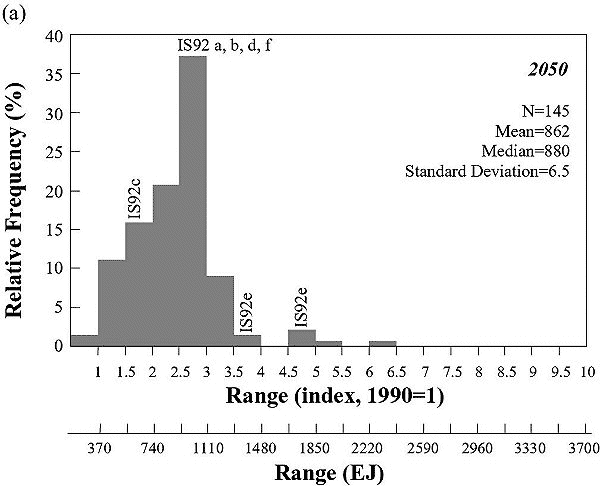 (a)
40
35
30
25
20
15
10
5
0
Relative Frequency (%)
IS92 a, b, d, f
IS92c
IS92e
IS92e
2050
N=145
Mean=862
Median=880
Standard Deviation=6.5
1 1.5 2 2.5 3 3.5 4 4.5 5 5.5 6 6.5 7 7.5 8 8.5 9 9.5 10
Range (index, 1990=1)
370 740 1110 1480 1850 2220 2590 2960 3330 3700
Range (EJ)